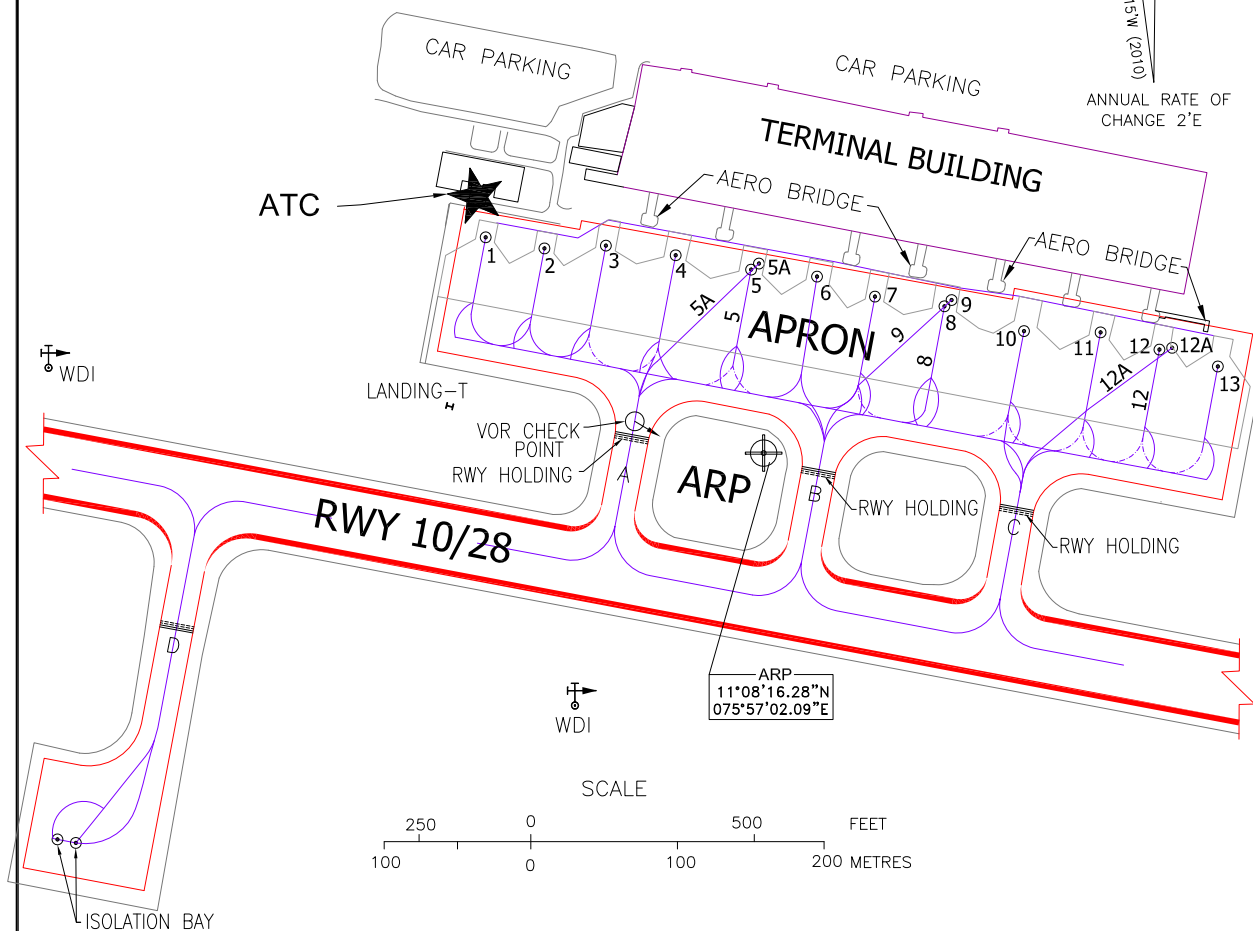 15'W (2010)
ANNUAL RATE OF
CHANGE 2'E
CAR PARKING
CAR PARKING
TERMINAL BUILDING
ATC
AERO BRIDGE
AERO BRIDGE
1
2
3
4
5
5A
6
7
8
9
10
11
12
12A
13
5A
5
9
8
12A
12
APRON
WDI
LANDING-T
VOR CHECK
POINT
RWY HOLDING
A
ARP
B
RWY HOLDING
C
RWY HOLDING
RWY 10/28
D
ARP
11°08'16.28"N
075°57'02.09"E
WDI
SCALE
250 0 500 FEET
100 0 100 200 METRES
ISOLATION BAY